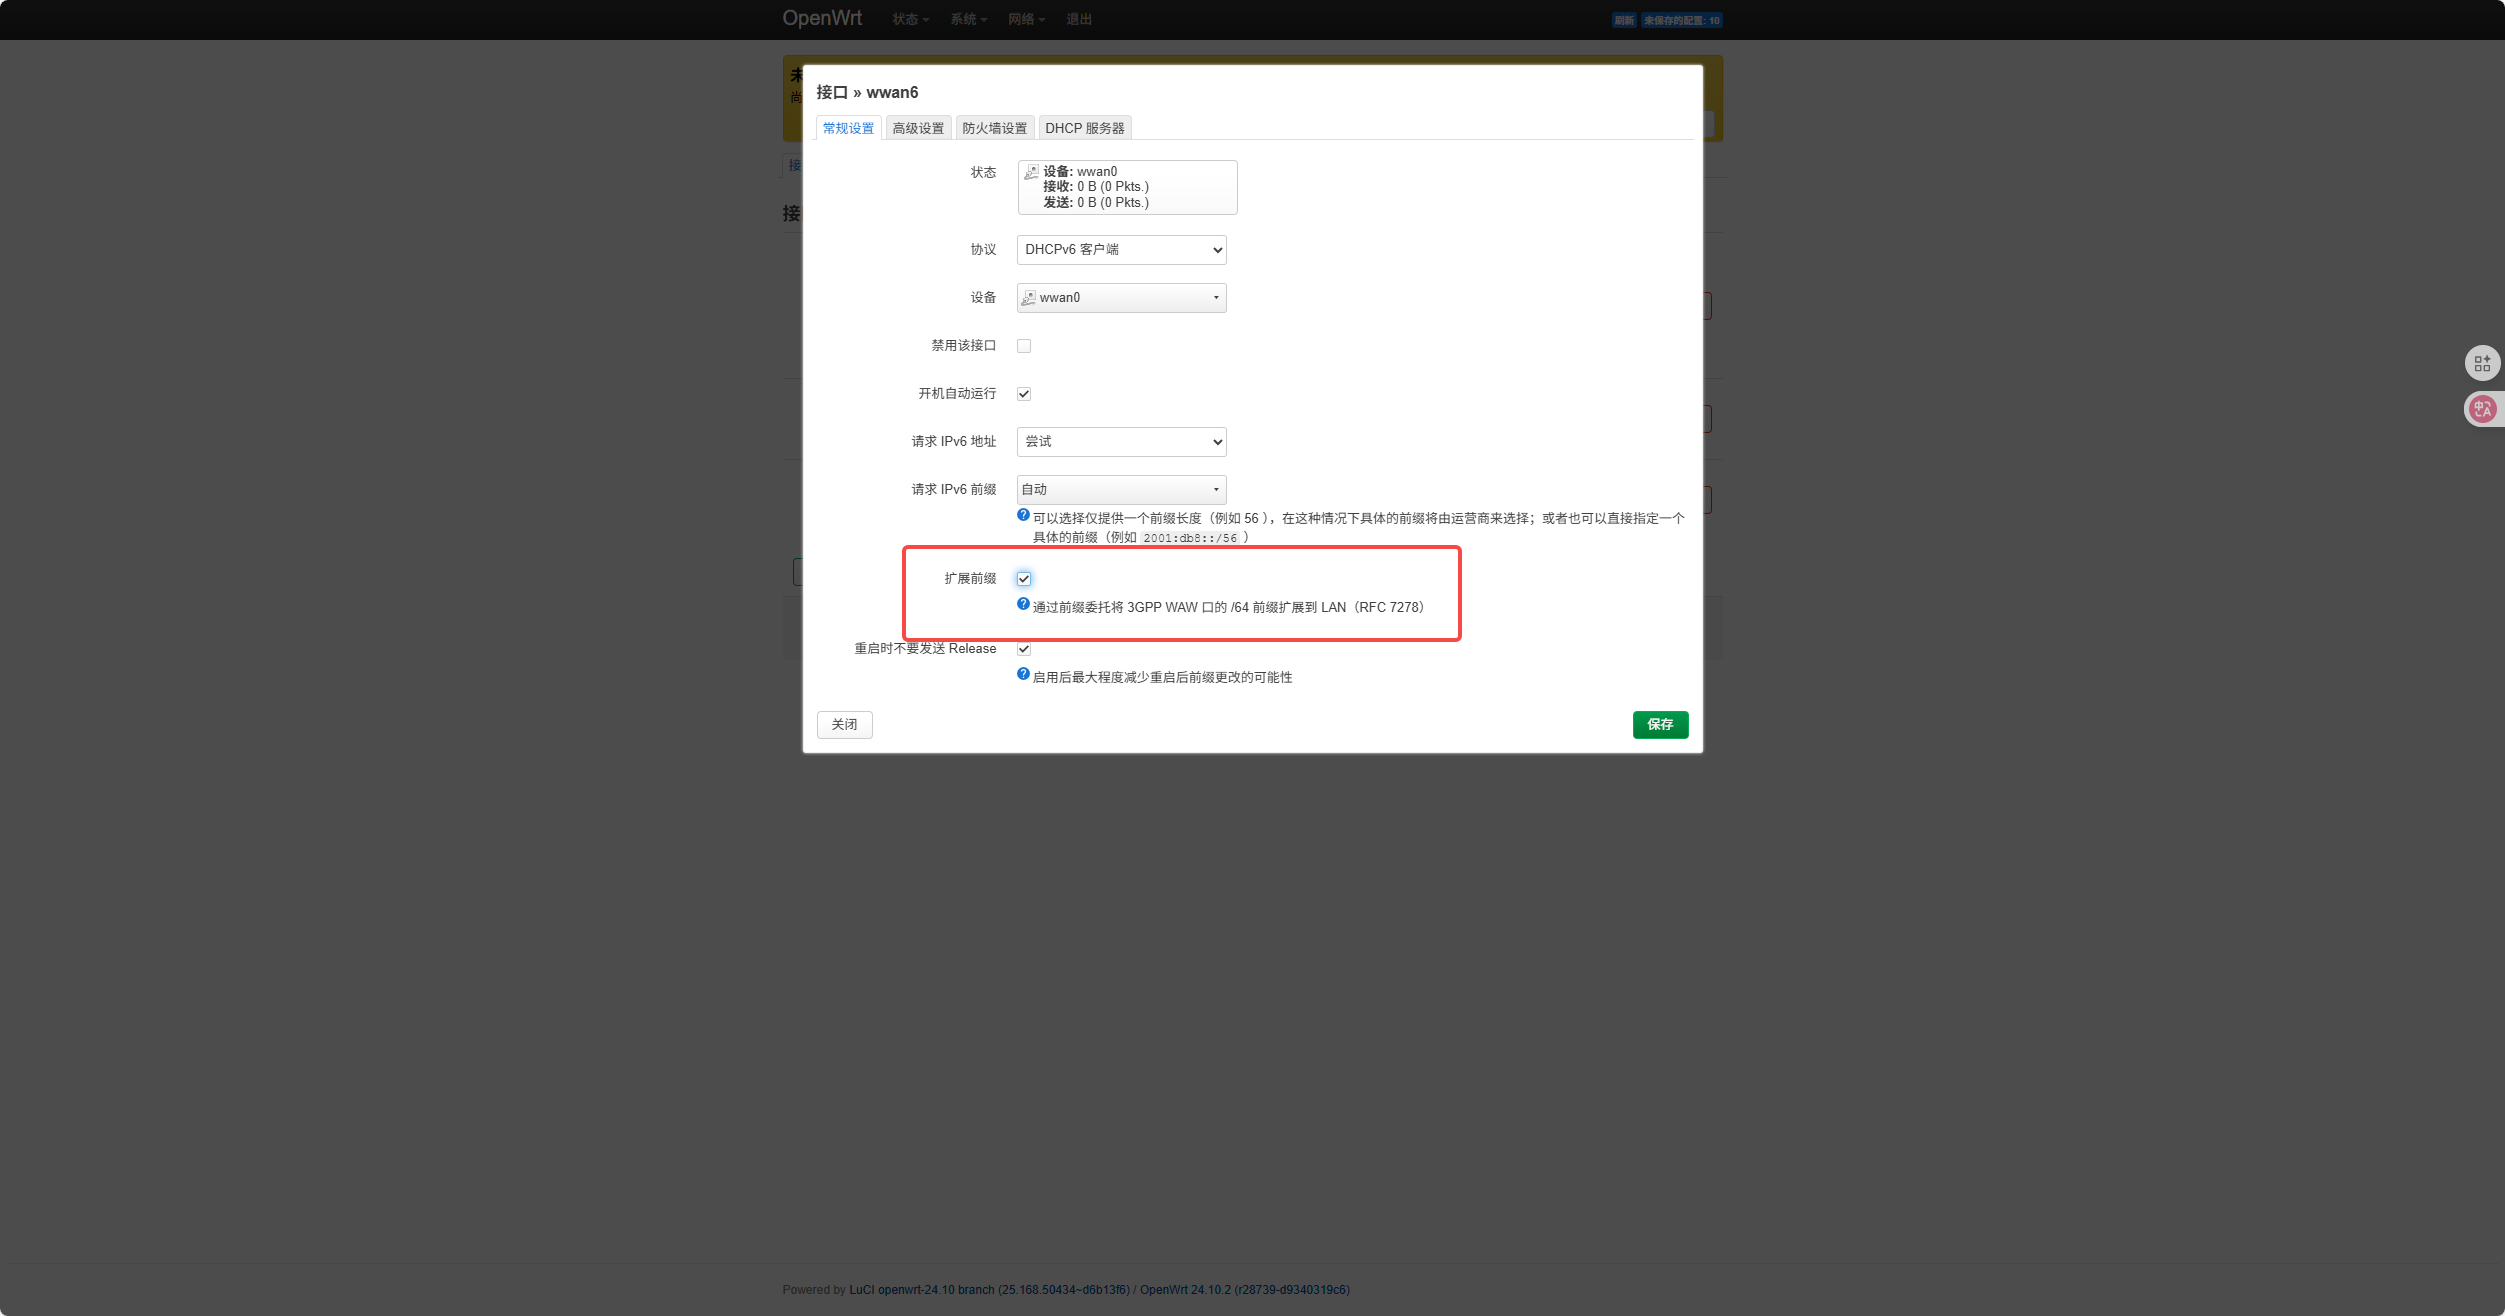 OpenWrt 状态 系统 网络 退出 刷新 未保存的配置: 10
未
尚
接口 » wwan6
常规设置 高级设置 防火墙设置 DHCP 服务器
接
状态 设备: wwan0
接收: 0 B (0 Pkts.)
发送: 0 B (0 Pkts.)
接
协议 DHCPv6 客户端
设备 wwan0
禁用该接口
开机自动运行
请求 IPv6 地址 尝试
请求 IPv6 前缀 自动
可以选择仅提供一个前缀长度（例如 56 ），在这种情况下具体的前缀将由运营商来选择；或者也可以直接指定一个
具体的前缀（例如 2001:db8::/56 ）
扩展前缀
通过前缀委托将 3GPP WAW 口的 /64 前缀扩展到 LAN（RFC 7278）
重启时不要发送 Release
启用后最大程度减少重启后前缀更改的可能性
关闭 保存
Powered by LuCI openwrt-24.10 branch (25.168.50434~d6b13f6) / OpenWrt 24.10.2 (r28739-d9340319c6)